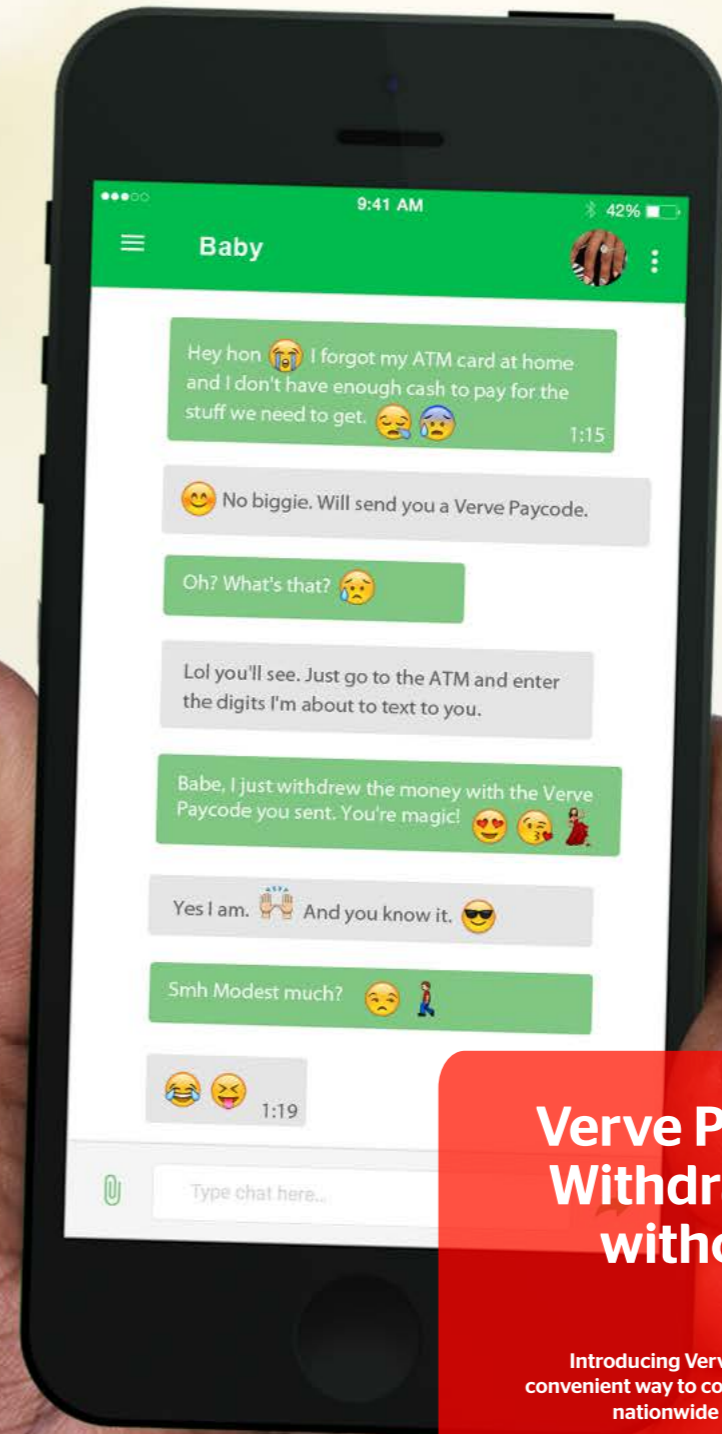 9:41 AM
42%
Baby
Hey hon 😭 I forgot my ATM card at home
and I don't have enough cash to pay for the
stuff we need to get. 😪 😰
1:15
😊 No biggie. Will send you a Verve Paycode.
Oh? What's that? 😥
Lol you'll see. Just go to the ATM and enter
the digits I'm about to text to you.
Babe, I just withdrew the money with the Verve
Paycode you sent. You're magic! 😍 😘 💃
Yes I am. 🙌 And you know it. 😎
Smh Modest much? 😒 🚶
😂 😝 1:19
Type chat here...
Verve
Introducing
convenient way to
nationwide